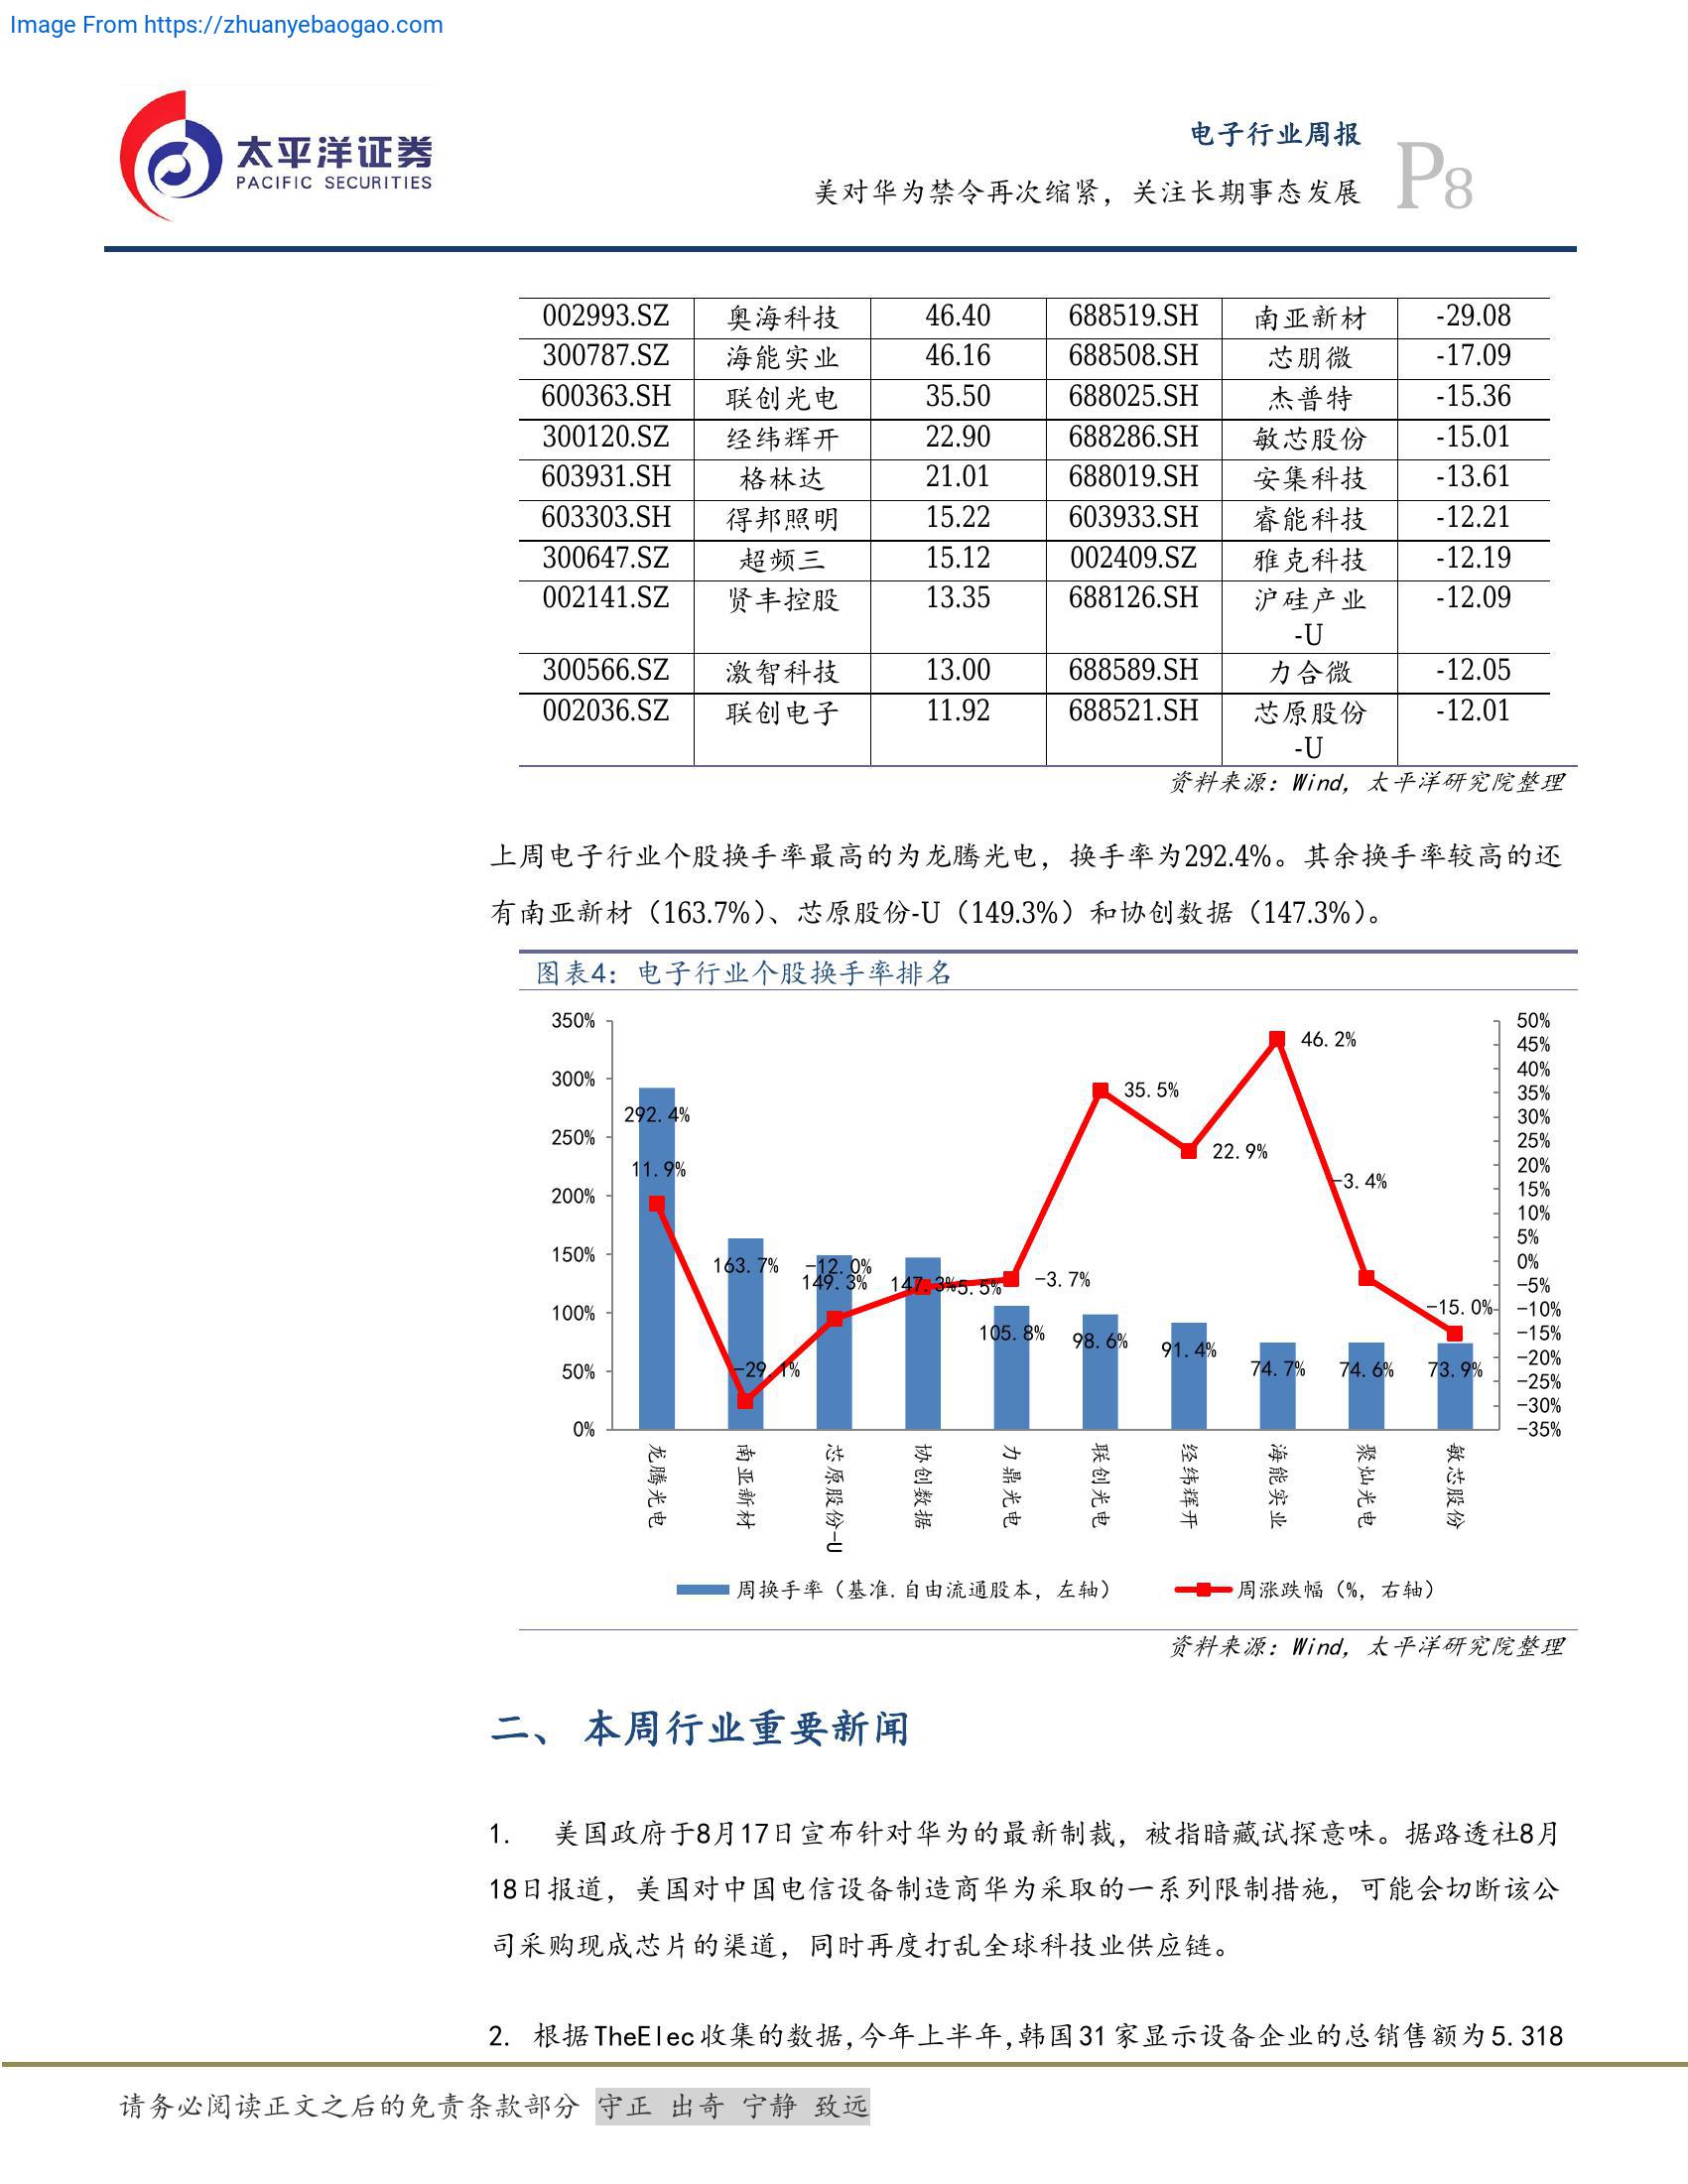 Image From https://zhuanyebaogao.com
太平洋证券
PACIFIC SECURITIES
电子行业周报
美对华为禁令再次缩紧，关注长期事态发展
P8
002993.SZ 奥海科技 46.40 688519.SH 南亚新材 -29.08
300787.SZ 海能实业 46.16 688508.SH 芯朋微 -17.09
600363.SH 联创光电 35.50 688025.SH 杰普特 -15.36
300120.SZ 经纬辉开 22.90 688286.SH 敏芯股份 -15.01
603931.SH 格林达 21.01 688019.SH 安集科技 -13.61
603303.SH 得邦照明 15.22 603933.SH 睿能科技 -12.21
300647.SZ 超频三 15.12 002409.SZ 雅克科技 -12.19
002141.SZ 贤丰控股 13.35 688126.SH 沪硅产业 -12.09
-U
300566.SZ 激智科技 13.00 688589.SH 力合微 -12.05
002036.SZ 联创电子 11.92 688521.SH 芯原股份 -12.01
-U
资料来源：Wind，太平洋研究院整理
上周电子行业个股换手率最高的为龙腾光电，换手率为292.4%。其余换手率较高的还
有南亚新材（163.7%）、芯原股份-U（149.3%）和协创数据（147.3%）。
图表4：电子行业个股换手率排名
350%
300%
250%
200%
150%
100%
50%
0%
50%
45%
40%
35%
30%
25%
20%
15%
10%
5%
0%
-5%
-10%
-15%
-20%
-25%
-30%
-35%
292.4%
163.7%
149.3%
147.3%
105.8%
98.6%
91.4%
74.7%
74.6%
73.9%
11.9%
-29.1%
-12.0%
-5.5%
-3.7%
35.5%
22.9%
46.2%
-3.4%
-15.0%
龙腾光电
南亚新材
芯原股份-U
协创数据
力鼎光电
联创光电
经纬辉开
海能实业
聚灿光电
敏芯股份
周换手率（基准.自由流通股本，左轴）
周涨跌幅（%，右轴）
资料来源：Wind，太平洋研究院整理
二、 本周行业重要新闻
1. 美国政府于8月17日宣布针对华为的最新制裁，被指暗藏试探意味。据路透社8月
18日报道，美国对中国电信设备制造商华为采取的一系列限制措施，可能会切断该公
司采购现成芯片的渠道，同时再度打乱全球科技业供应链。
2. 根据TheElec收集的数据,今年上半年,韩国31家显示设备企业的总销售额为5.318
请务必阅读正文之后的免责条款部分 守正 出奇 宁静 致远